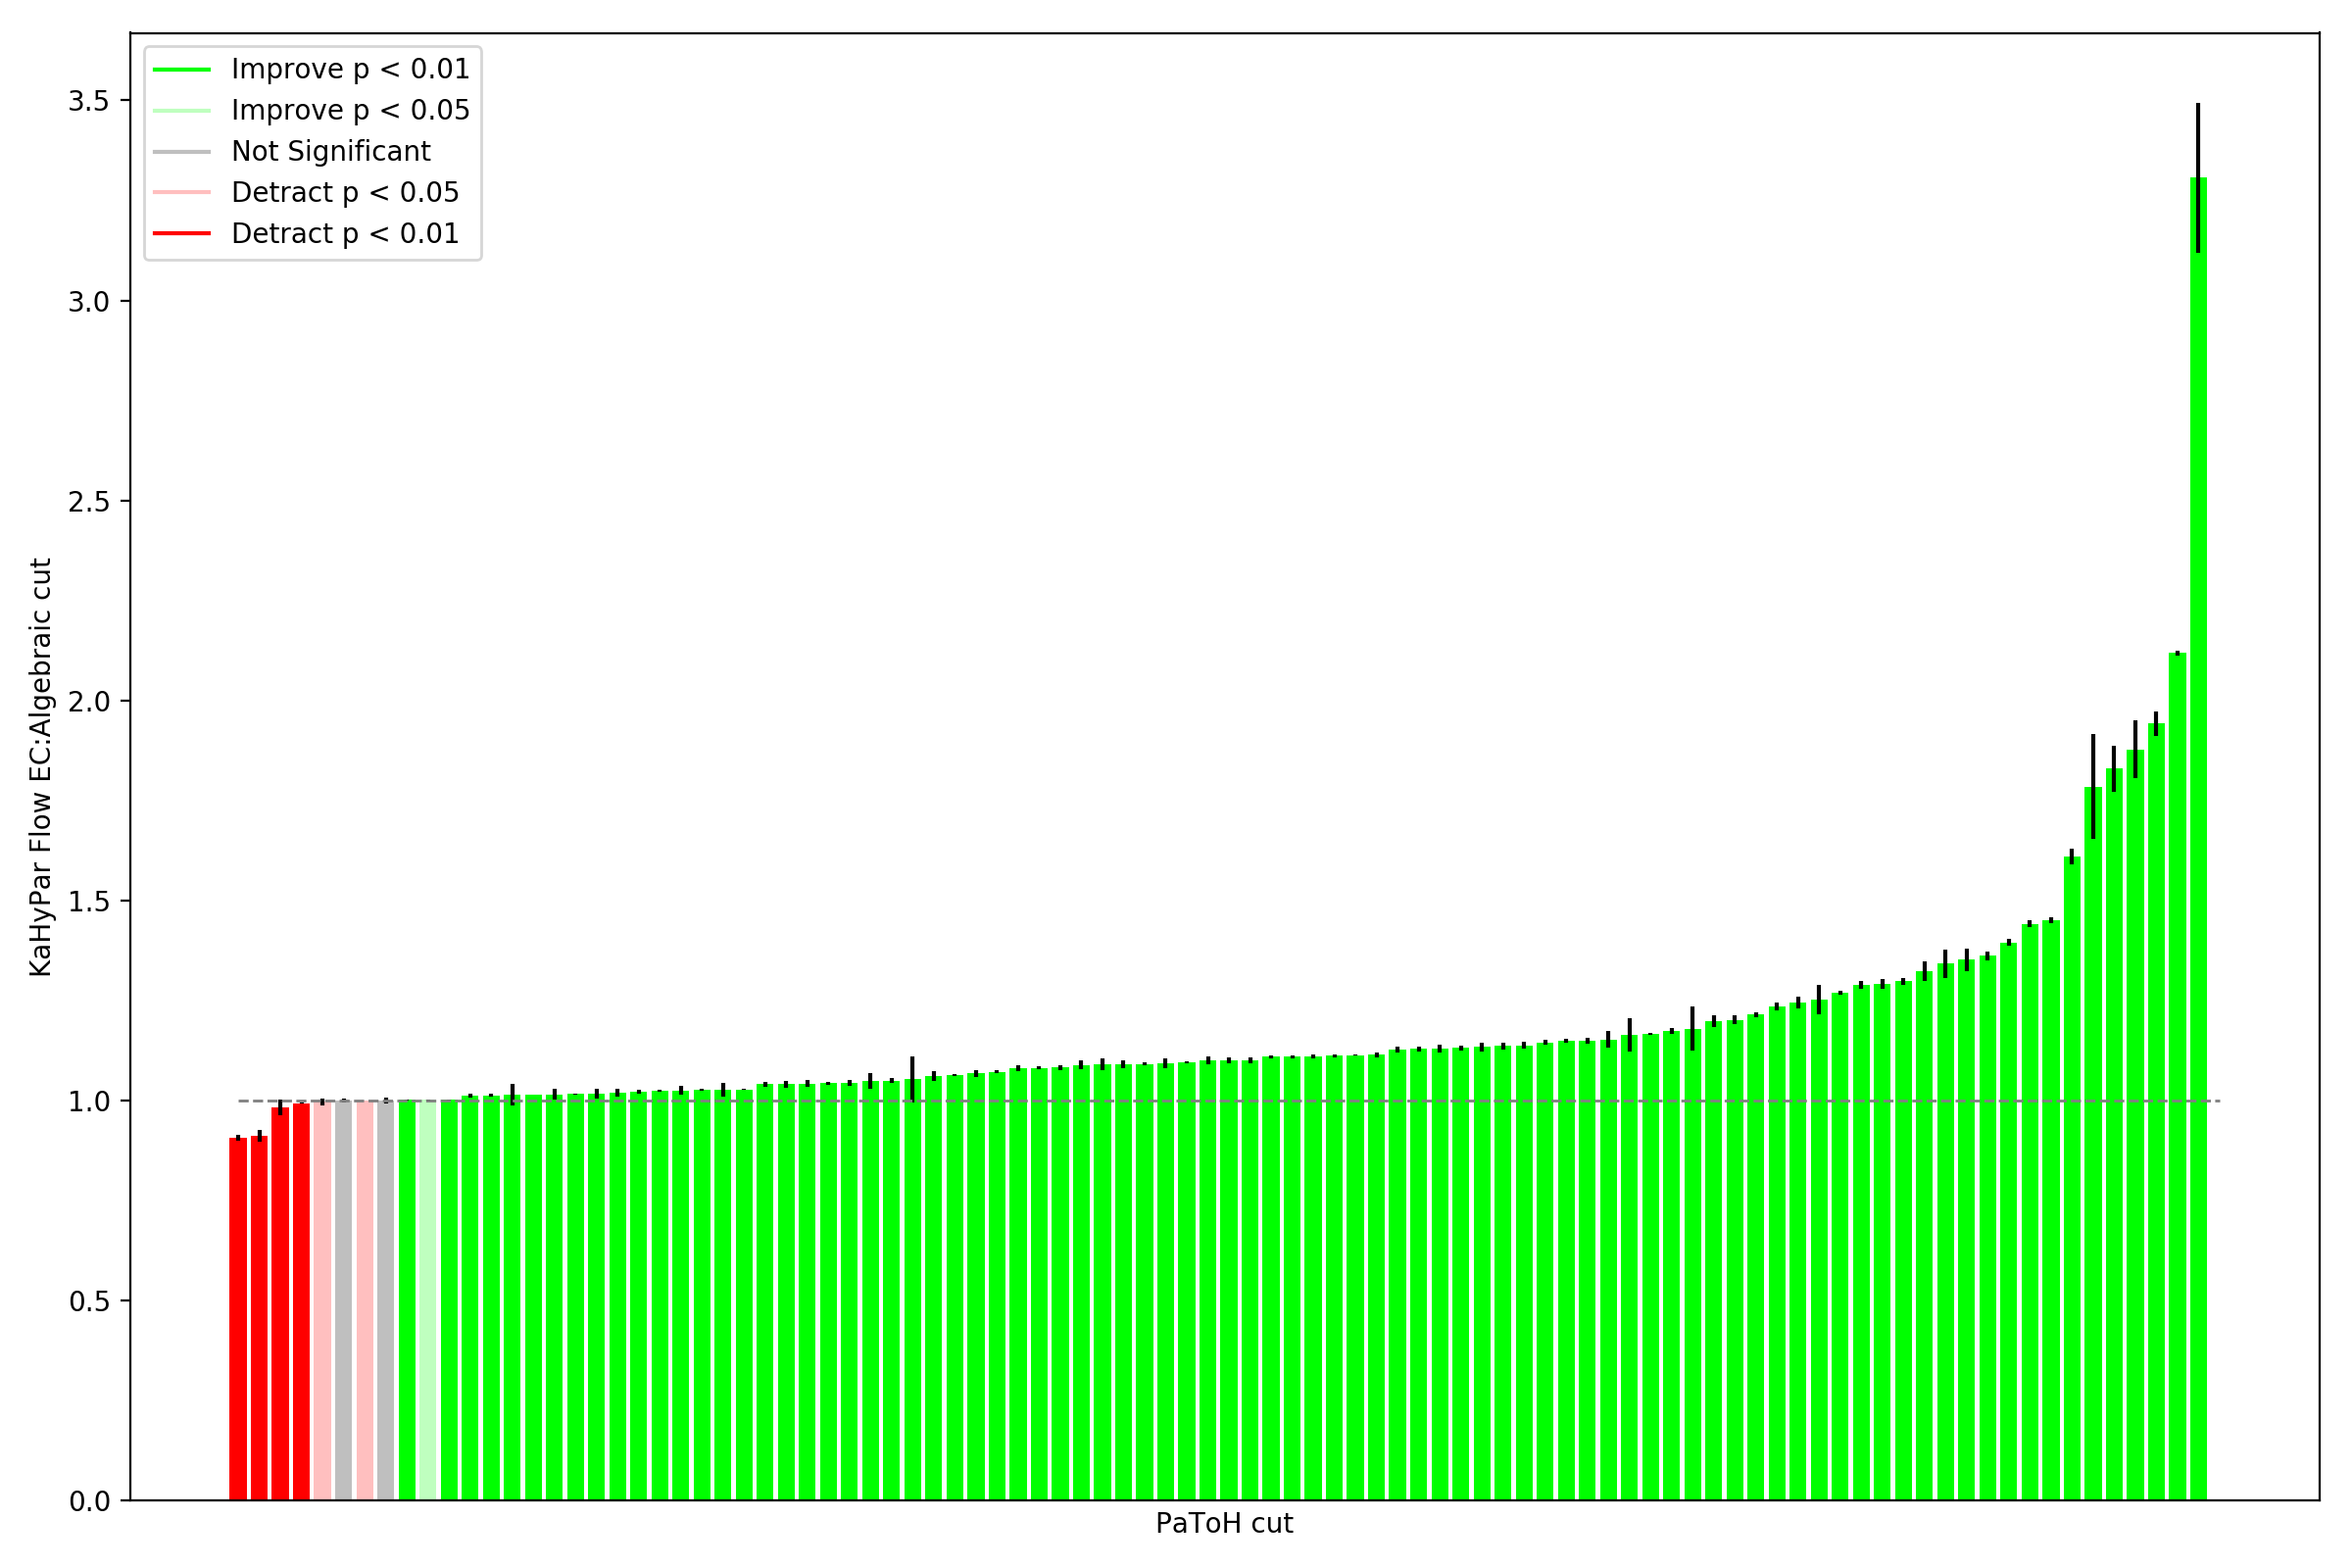 Improve p < 0.01
Improve p < 0.05
Not Significant
Detract p < 0.05
Detract p < 0.01
3.5
3.0
2.5
2.0
1.5
1.0
0.5
0.0
KaHyPar Flow EC:Algebraic cut
PaToH cut